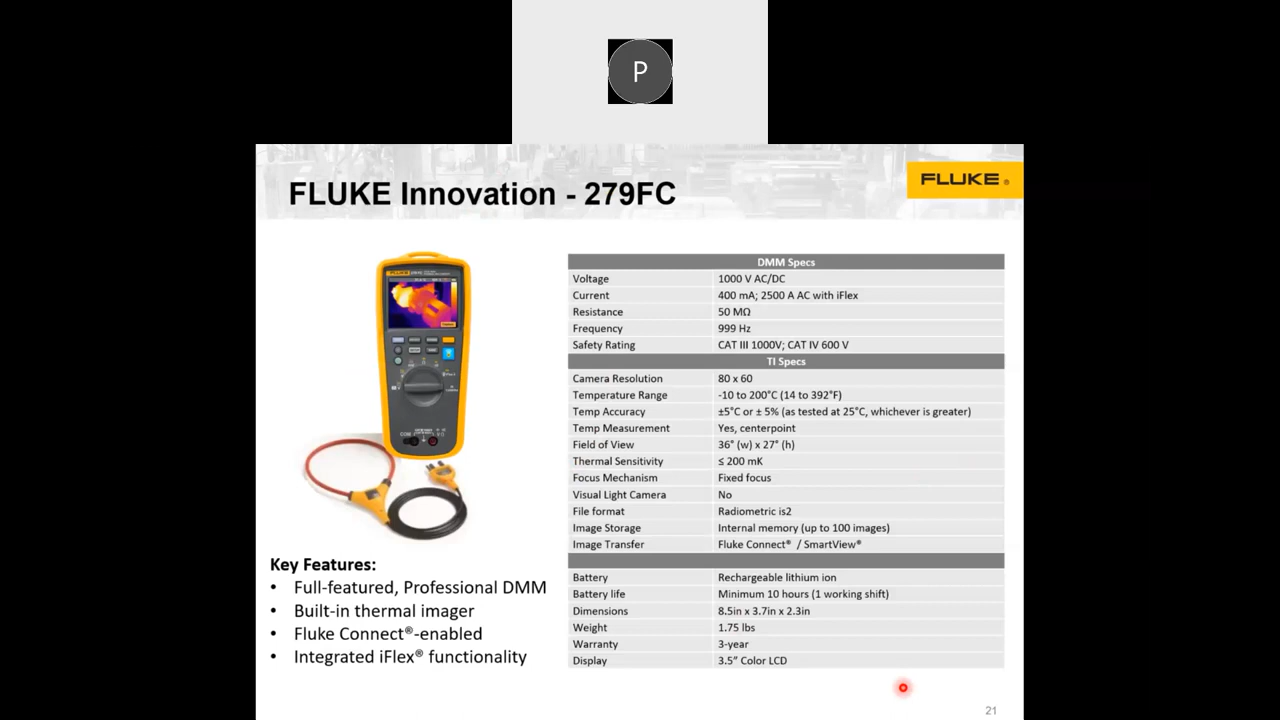 P
FLUKE Innovation - 279FC
FLUKE ®
FLUKE
COM
DMM Specs
Voltage 1000 V AC/DC
Current 400 mA; 2500 A AC with iFlex
Resistance 50 MΩ
Frequency 999 Hz
Safety Rating CAT III 1000V; CAT IV 600 V
TI Specs
Camera Resolution 80 x 60
Temperature Range -10 to 200°C (14 to 392°F)
Temp Accuracy ±5°C or ± 5% (as tested at 25°C, whichever is greater)
Temp Measurement Yes, centerpoint
Field of View 36° (w) x 27° (h)
Thermal Sensitivity ≤ 200 mK
Focus Mechanism Fixed focus
Visual Light Camera No
File format Radiometric is2
Image Storage Internal memory (up to 100 images)
Image Transfer Fluke Connect® / SmartView®
Battery Rechargeable lithium ion
Battery life Minimum 10 hours (1 working shift)
Dimensions 8.5in x 3.7in x 2.3in
Weight 1.75 lbs
Warranty 3-year
Display 3.5” Color LCD
Key Features:
• Full-featured, Professional DMM
• Built-in thermal imager
• Fluke Connect®-enabled
• Integrated iFlex® functionality
21